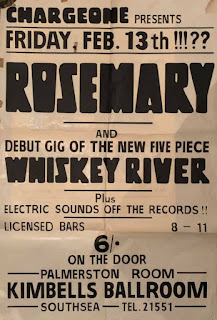 CHARGEONE PRESENTS
FRIDAY, FEB. 13th !!!??
ROSEMARY
AND
DEBUT GIG OF THE NEW FIVE PIECE
WHISKEY RIVER
Plus
ELECTRIC SOUNDS OFF THE RECORDS !!
LICENSED BARS 8 - 11
6/-
ON THE DOOR
PALMERSTON ROOM
KIMBELLS BALLROOM
SOUTHSEA - TEL. 21551